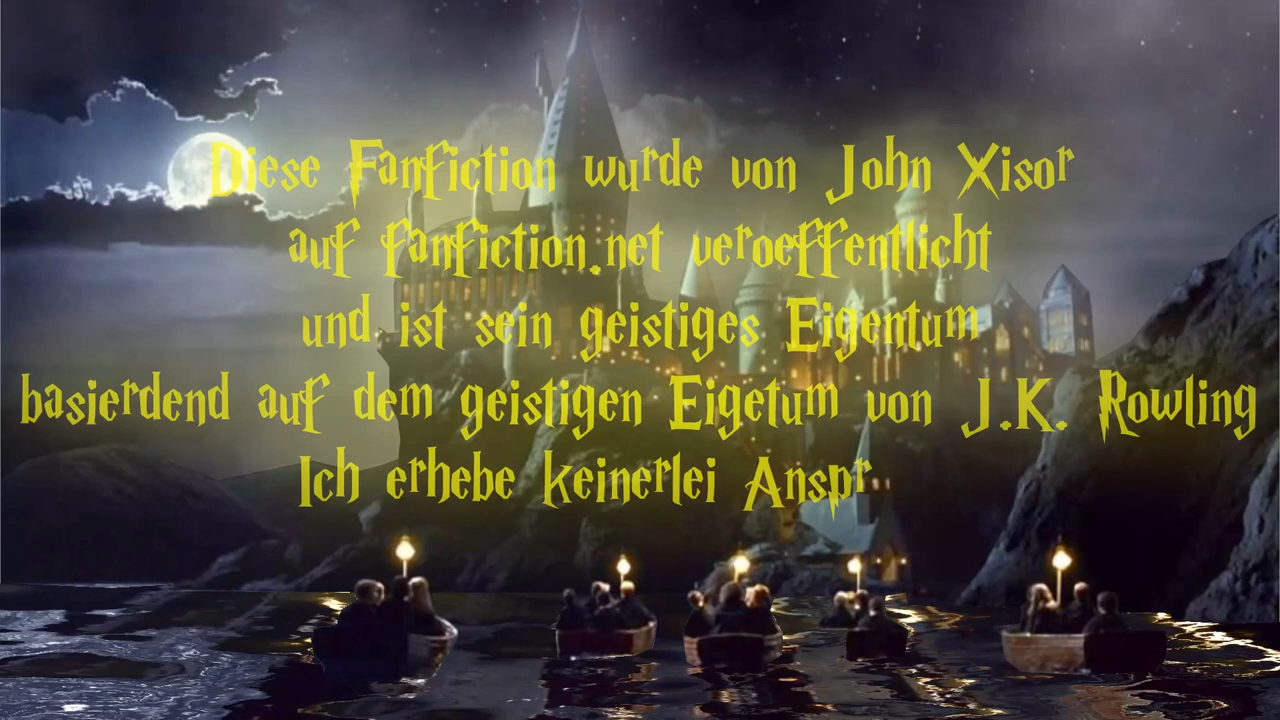 Diese Fanfiction wurde von John Xisor
auf fanfiction.net veroeffentlicht
und ist sein geistiges Eigentum
basierdend auf dem geistigen Eigetum von J.K. Rowling
Ich erhebe keinerlei Anspr